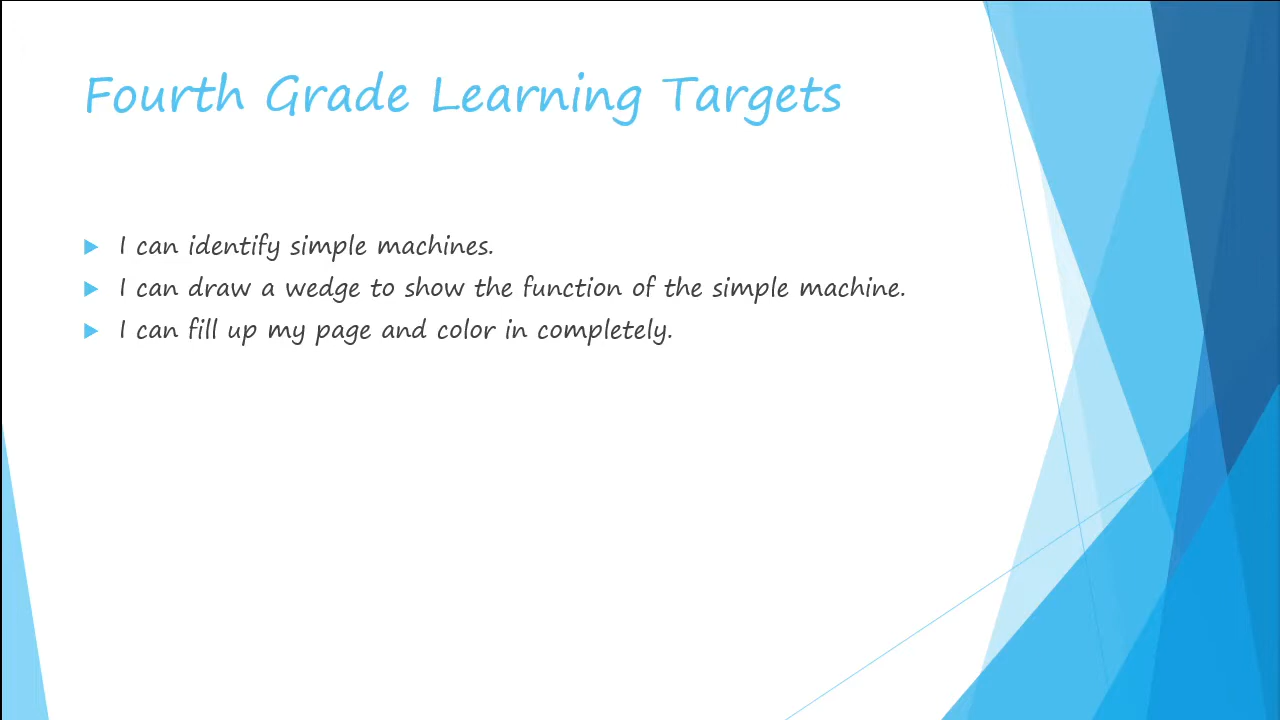 Fourth Grade Learning Targets
I can identify simple machines.
I can draw a wedge to show the function of the simple machine.
I can fill up my page and color in completely.